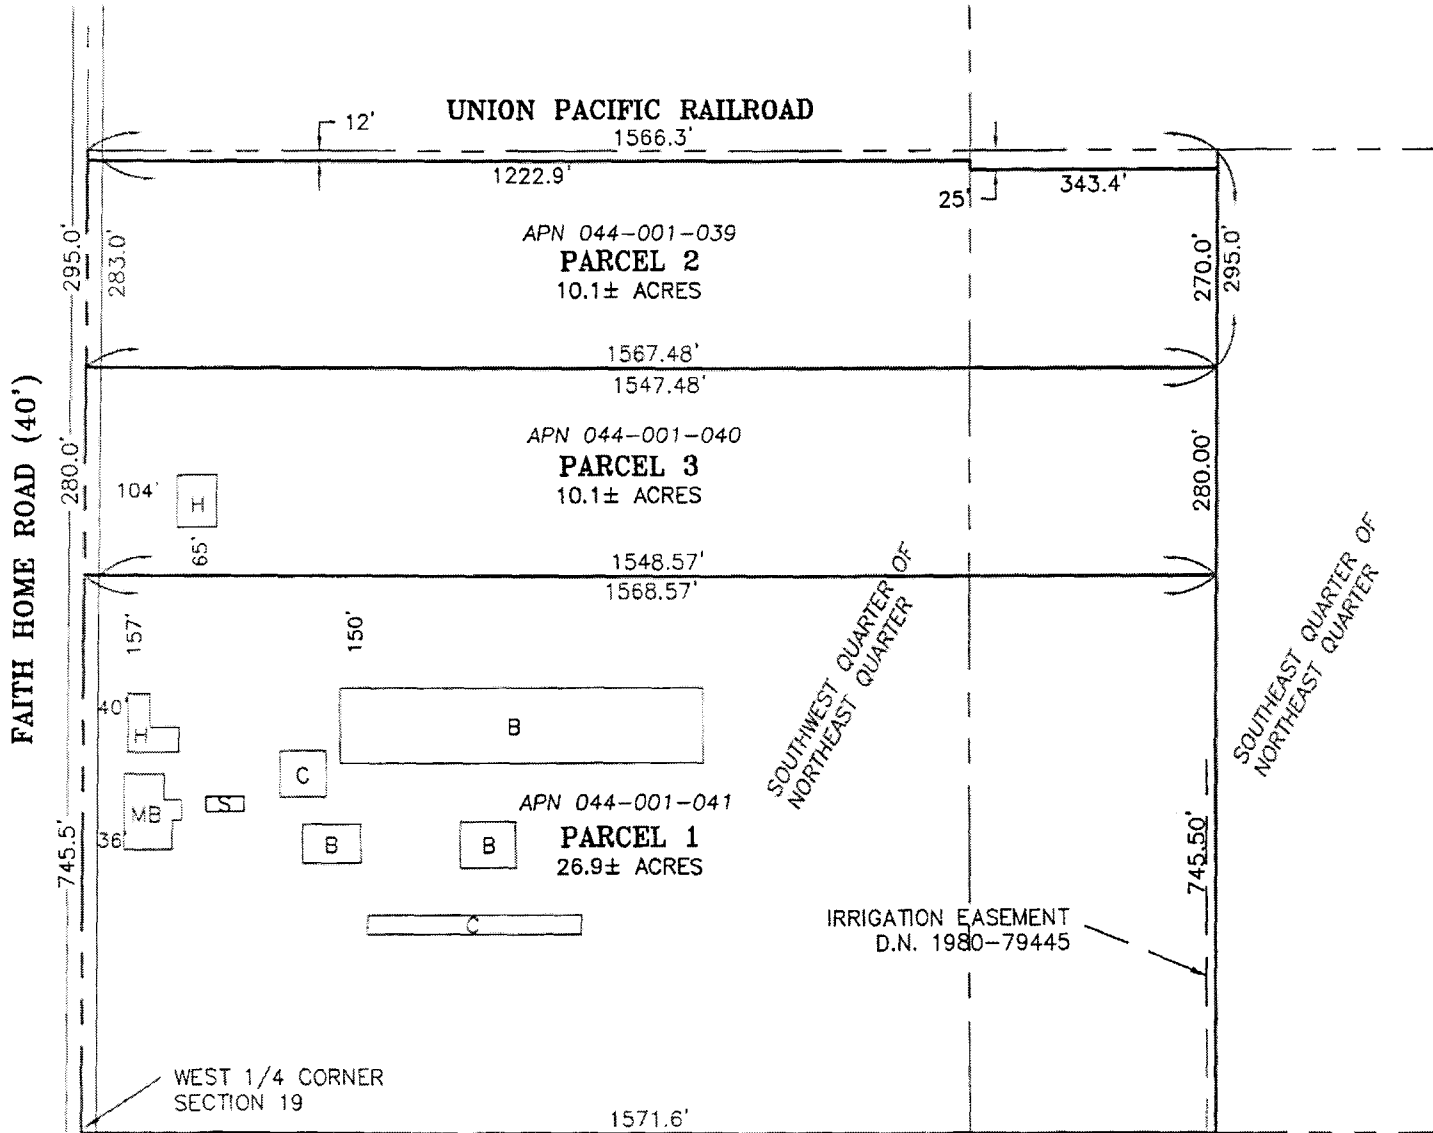 UNION PACIFIC RAILROAD
12'
1566.3'
1222.9'
25'
343.4'
295.0'
283.0'
APN 044-001-039
PARCEL 2
10.1± ACRES
270.0'
295.0'
1567.48'
1547.48'
FAITH HOME ROAD (40')
280.0'
APN 044-001-040
PARCEL 3
10.1± ACRES
280.00'
104'
H
65'
1548.57'
1568.57'
157'
150'
SOUTHWEST QUARTER OF
NORTHEAST QUARTER
SOUTHEAST QUARTER OF
NORTHEAST QUARTER
40'
H
B
C
S
MB
36'
B
B
APN 044-001-041
PARCEL 1
26.9± ACRES
745.5'
745.50'
C
IRRIGATION EASEMENT
D.N. 1980-79445
WEST 1/4 CORNER
SECTION 19
1571.6'